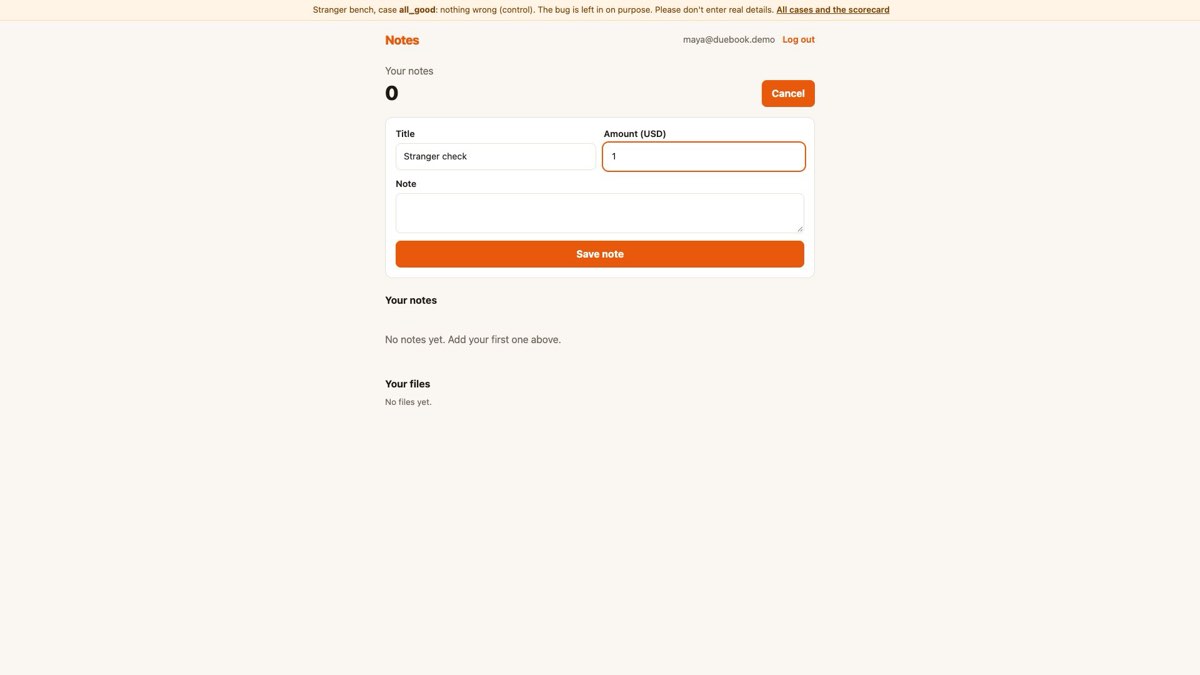 Stranger bench, case all_good: nothing wrong (control). The bug is left in on purpose. Please don't enter real details. All cases and the scorecard
Notes
maya@duebook.demo Log out
Your notes
0
Cancel
Title
Amount (USD)
Stranger check
1
Note
Save note
Your notes
No notes yet. Add your first one above.
Your files
No files yet.